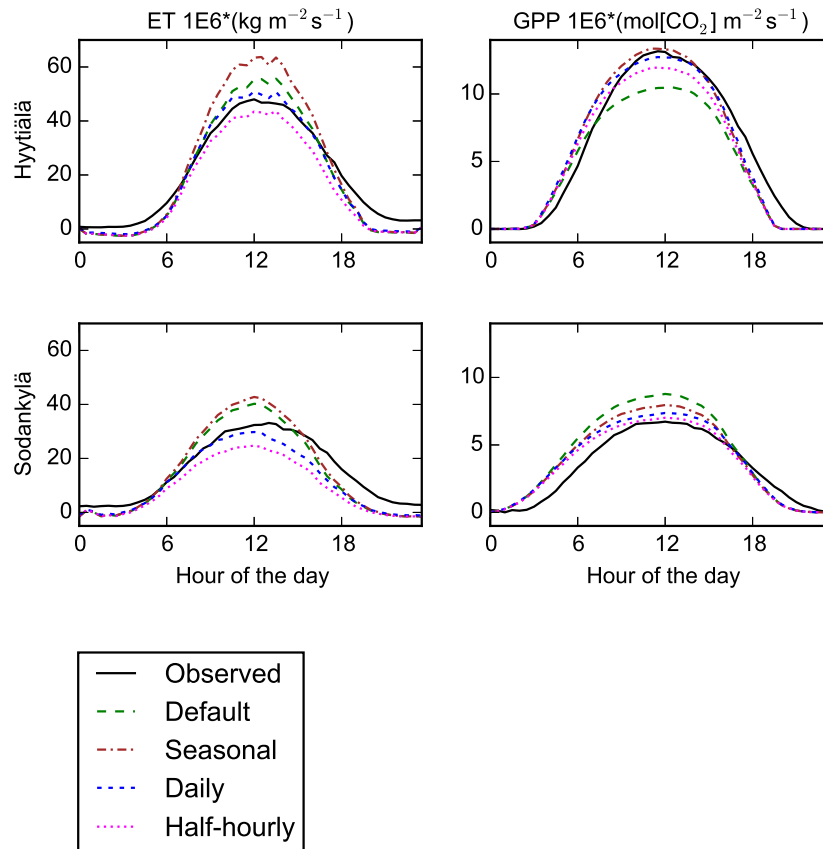 ET 1E6*(kg m⁻² s⁻¹)
GPP 1E6*(mol[CO₂] m⁻² s⁻¹)
Hyytiälä
60
40
20
0
0 6 12 18
10
5
0
0 6 12 18
Sodankylä
60
40
20
0
0 6 12 18
Hour of the day
10
5
0
0 6 12 18
Hour of the day
Observed
Default
Seasonal
Daily
Half-hourly